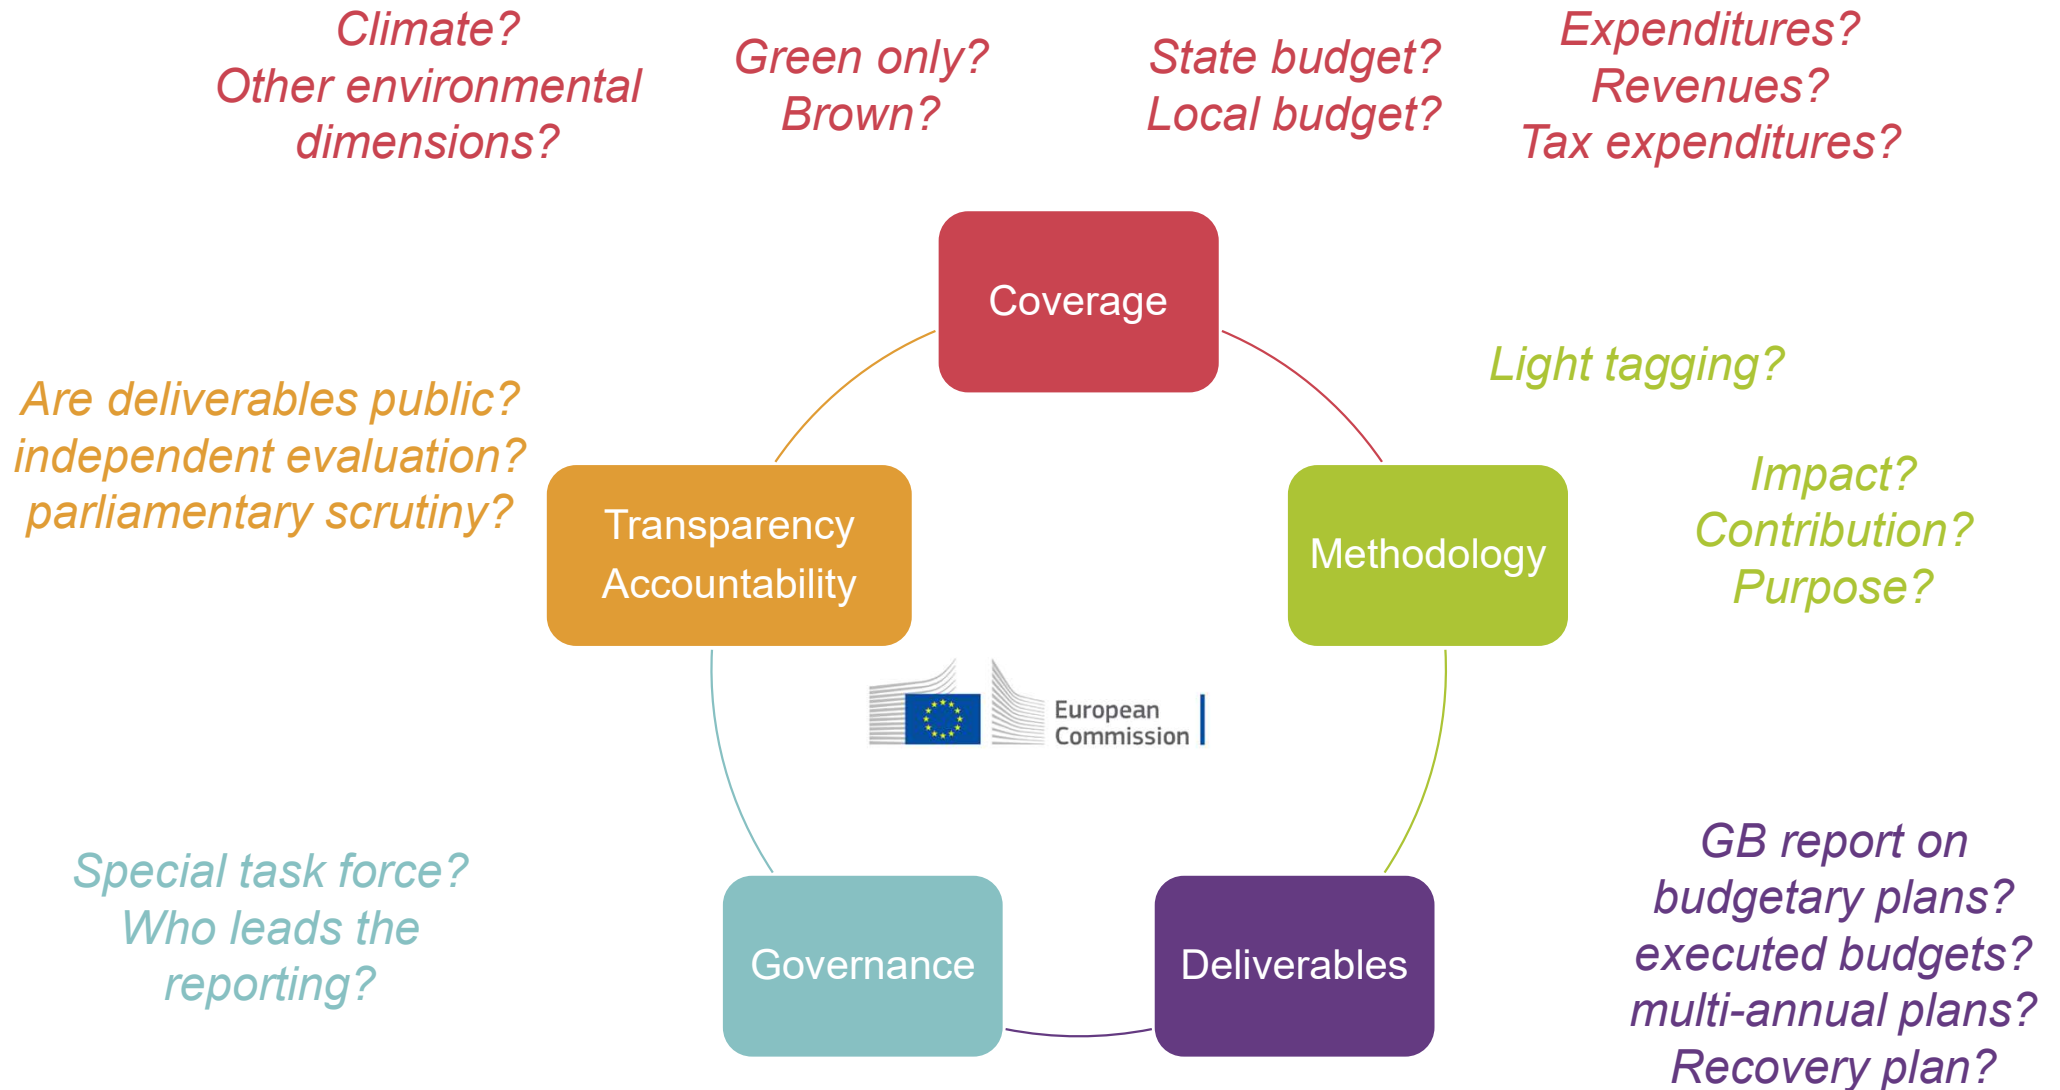 Climate?
Other environmental
dimensions?
Green only?
Brown?
State budget?
Local budget?
Expenditures?
Revenues?
Tax expenditures?
Coverage
Light tagging?
Are deliverables public?
independent evaluation?
parliamentary scrutiny?
Transparency
Accountability
Methodology
Impact?
Contribution?
Purpose?
European
Commission
Special task force?
Who leads the
reporting?
Governance
Deliverables
GB report on
budgetary plans?
executed budgets?
multi-annual plans?
Recovery plan?